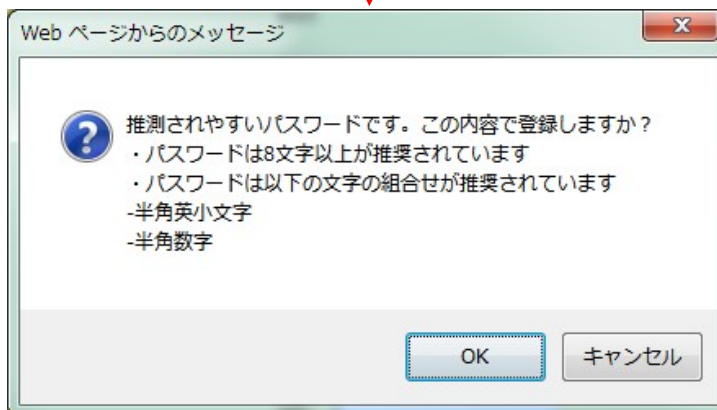 Web ページからのメッセージ
推測されやすいパスワードです。この内容で登録しますか？
・パスワードは8文字以上が推奨されています
・パスワードは以下の文字の組合せが推奨されています
-半角英小文字
-半角数字
OK
キャンセル